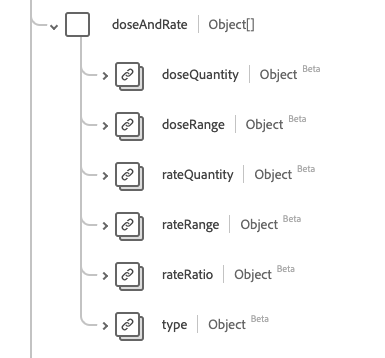 doseAndRate Object[]
doseQuantity Object Beta
doseRange Object Beta
rateQuantity Object Beta
rateRange Object Beta
rateRatio Object Beta
type Object Beta